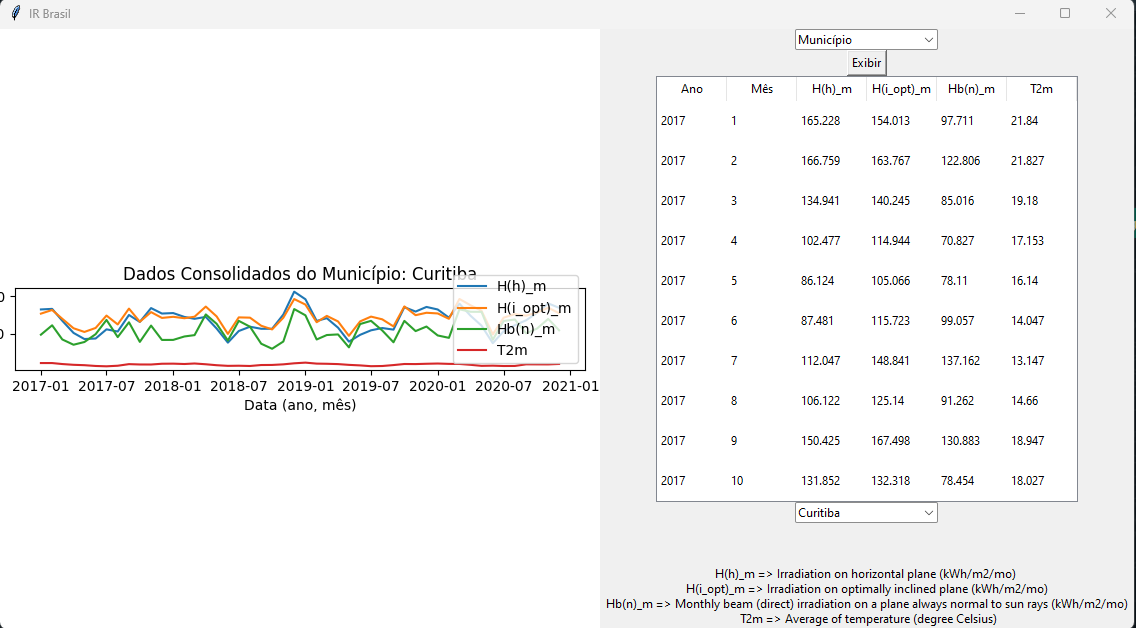 IR Brasil
Dados Consolidados do Município: Curitiba
0
0
H(h)_m
H(i_opt)_m
Hb(n)_m
T2m
2017-01 2017-07 2018-01 2018-07 2019-01 2019-07 2020-01 2020-07 2021-01
Data (ano, mês)
Município
Exibir
Ano Mês H(h)_m H(i_opt)_m Hb(n)_m T2m
2017 1 165.228 154.013 97.711 21.84
2017 2 166.759 163.767 122.806 21.827
2017 3 134.941 140.245 85.016 19.18
2017 4 102.477 114.944 70.827 17.153
2017 5 86.124 105.066 78.11 16.14
2017 6 87.481 115.723 99.057 14.047
2017 7 112.047 148.841 137.162 13.147
2017 8 106.122 125.14 91.262 14.66
2017 9 150.425 167.498 130.883 18.947
2017 10 131.852 132.318 78.454 18.027
Curitiba
H(h)_m => Irradiation on horizontal plane (kWh/m2/mo)
H(i_opt)_m => Irradiation on optimally inclined plane (kWh/m2/mo)
Hb(n)_m => Monthly beam (direct) irradiation on a plane always normal to sun rays (kWh/m2/mo)
T2m => Average of temperature (degree Celsius)